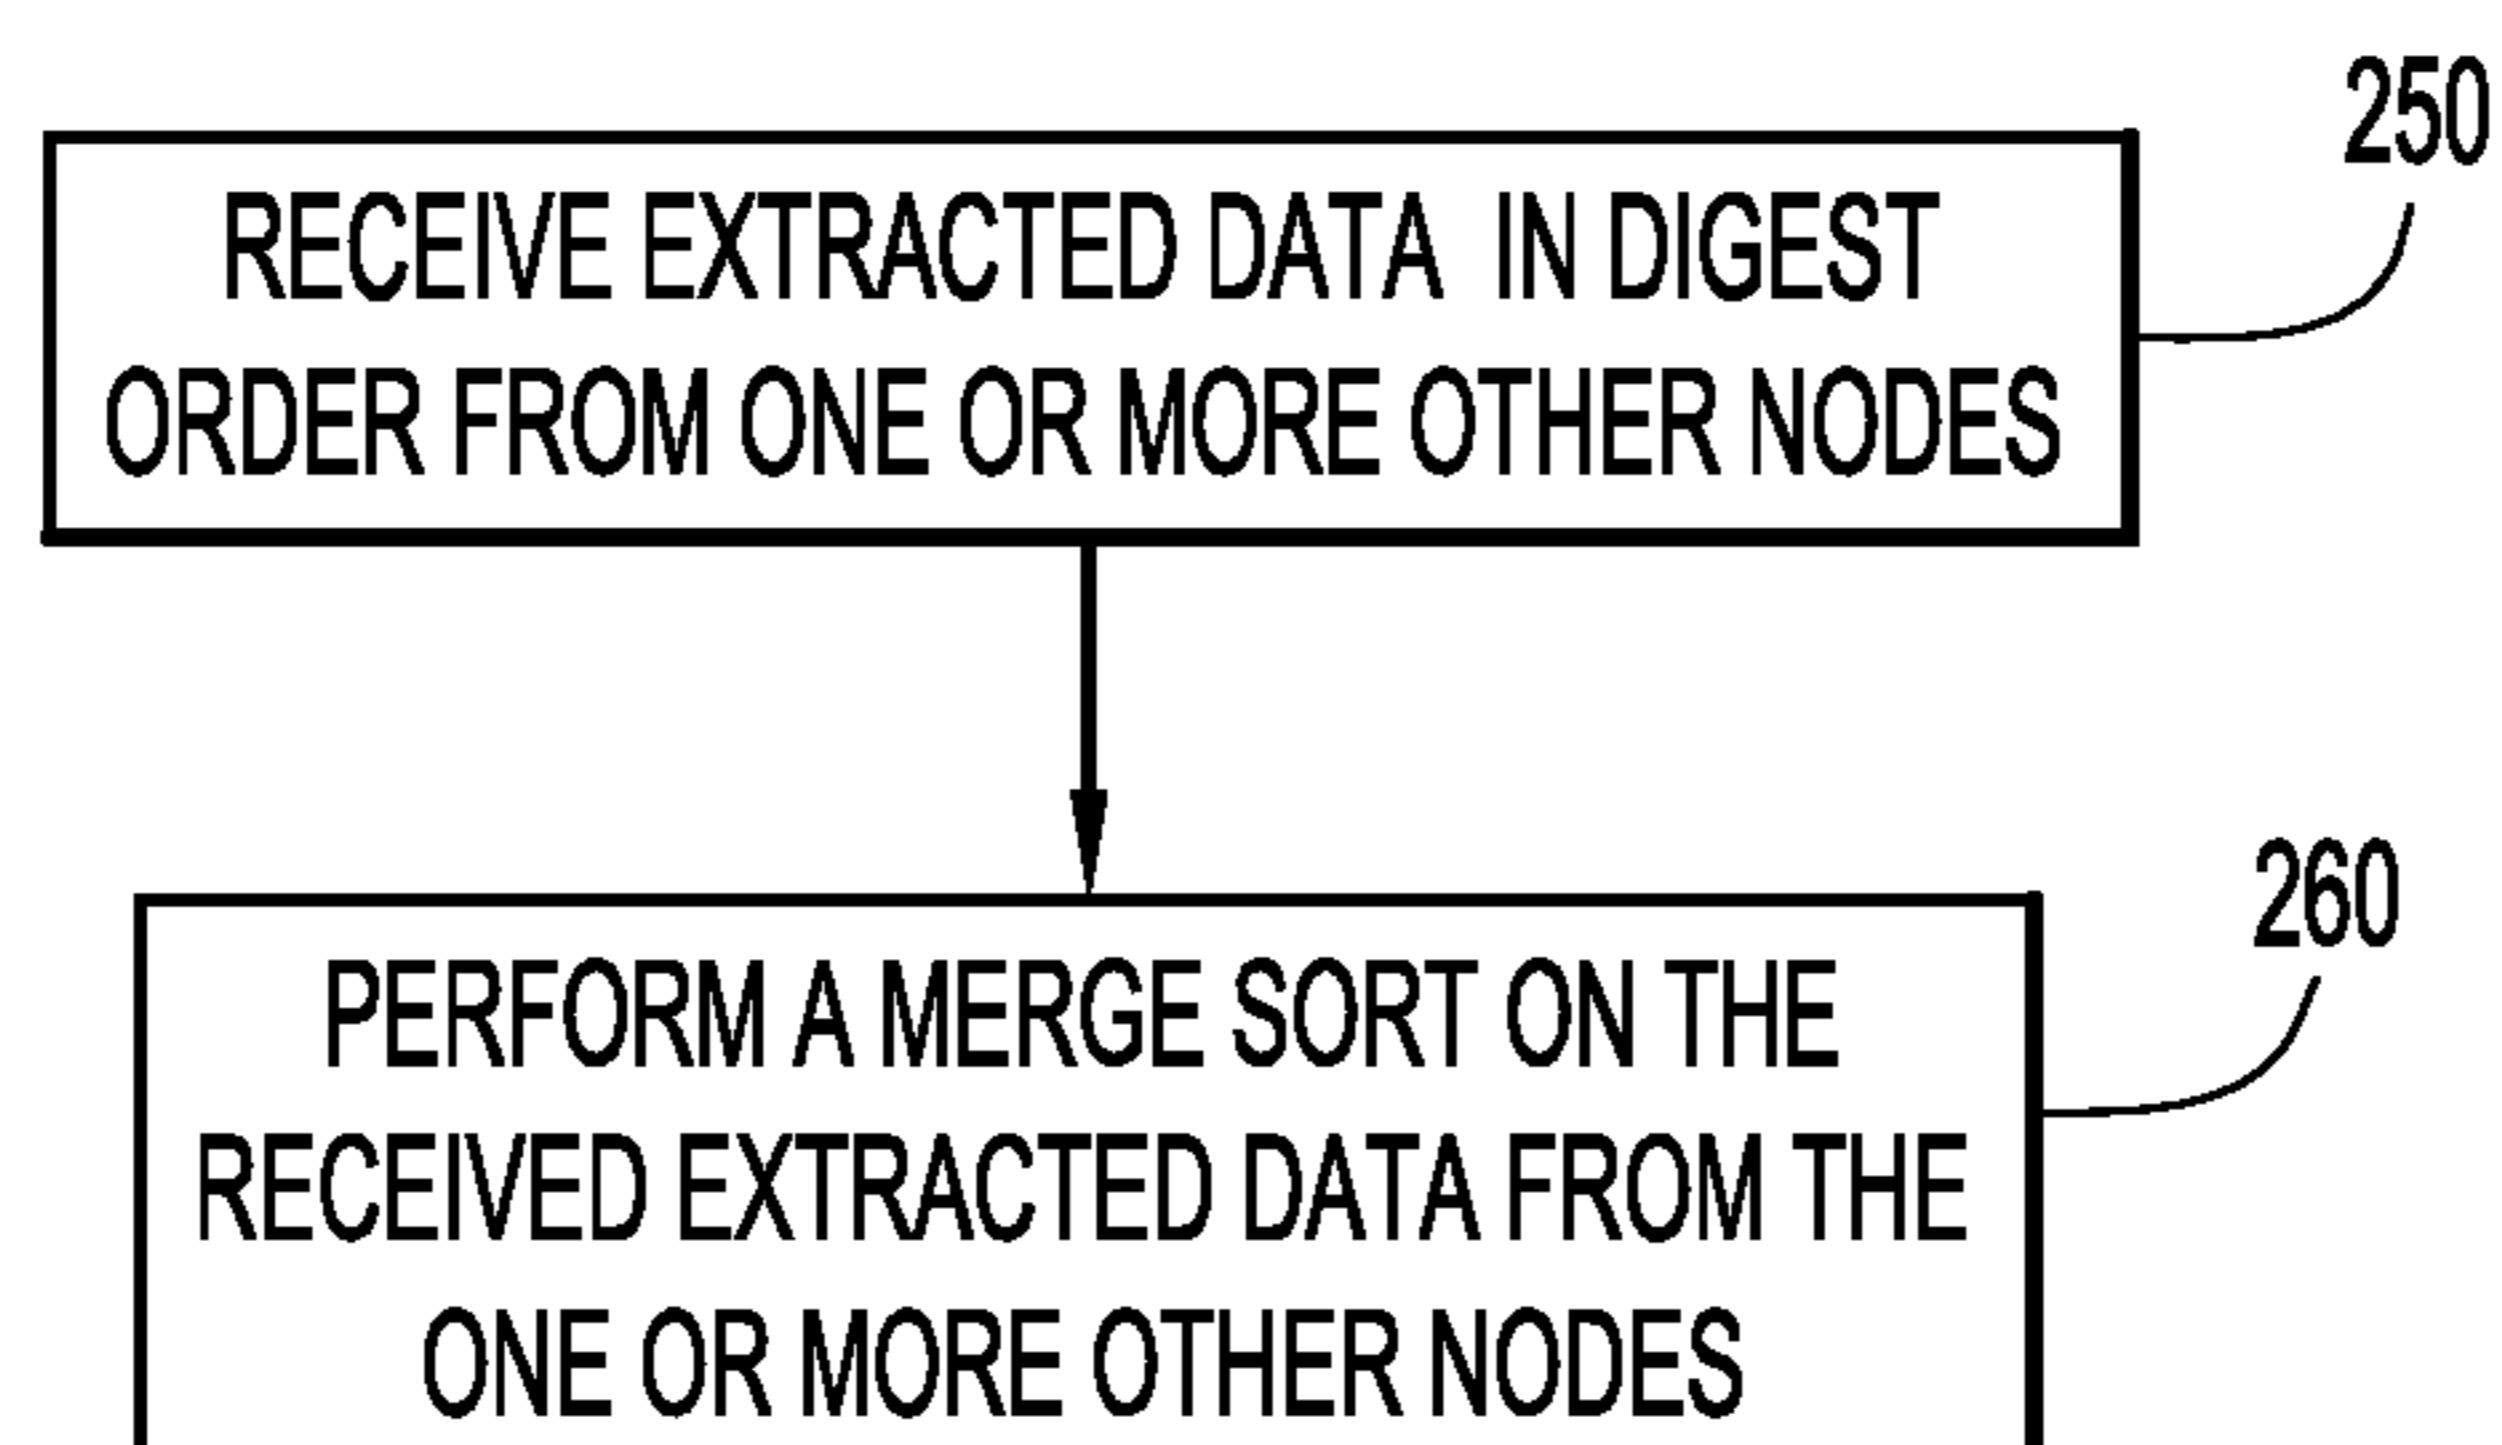 250
RECEIVE EXTRACTED DATA IN DIGEST
ORDER FROM ONE OR MORE OTHER NODES
260
PERFORM A MERGE SORT ON THE
RECEIVED EXTRACTED DATA FROM THE
ONE OR MORE OTHER NODES